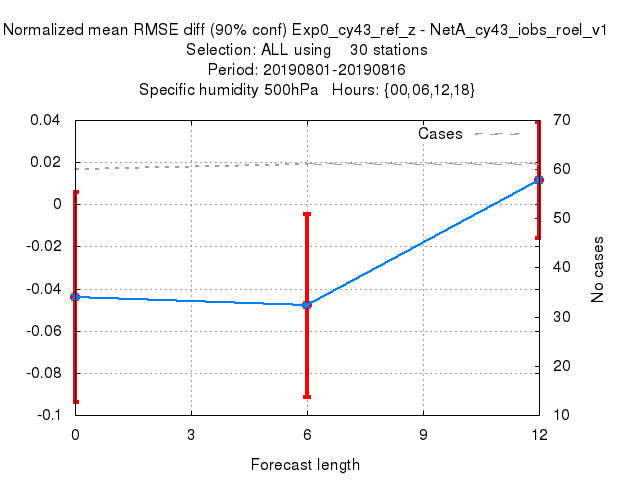 Normalized mean RMSE diff (90% conf) Exp0_cy43_ref_z - NetA_cy43_iobs_roel_v1
Selection: ALL using    30 stations
Period: 20190801-20190816
Specific humidity 500hPa   Hours: {00,06,12,18}
Cases
0.04
0.02
0
-0.02
-0.04
-0.06
-0.08
-0.1
70
60
50
40
30
20
10
No cases
0 3 6 9 12
Forecast length